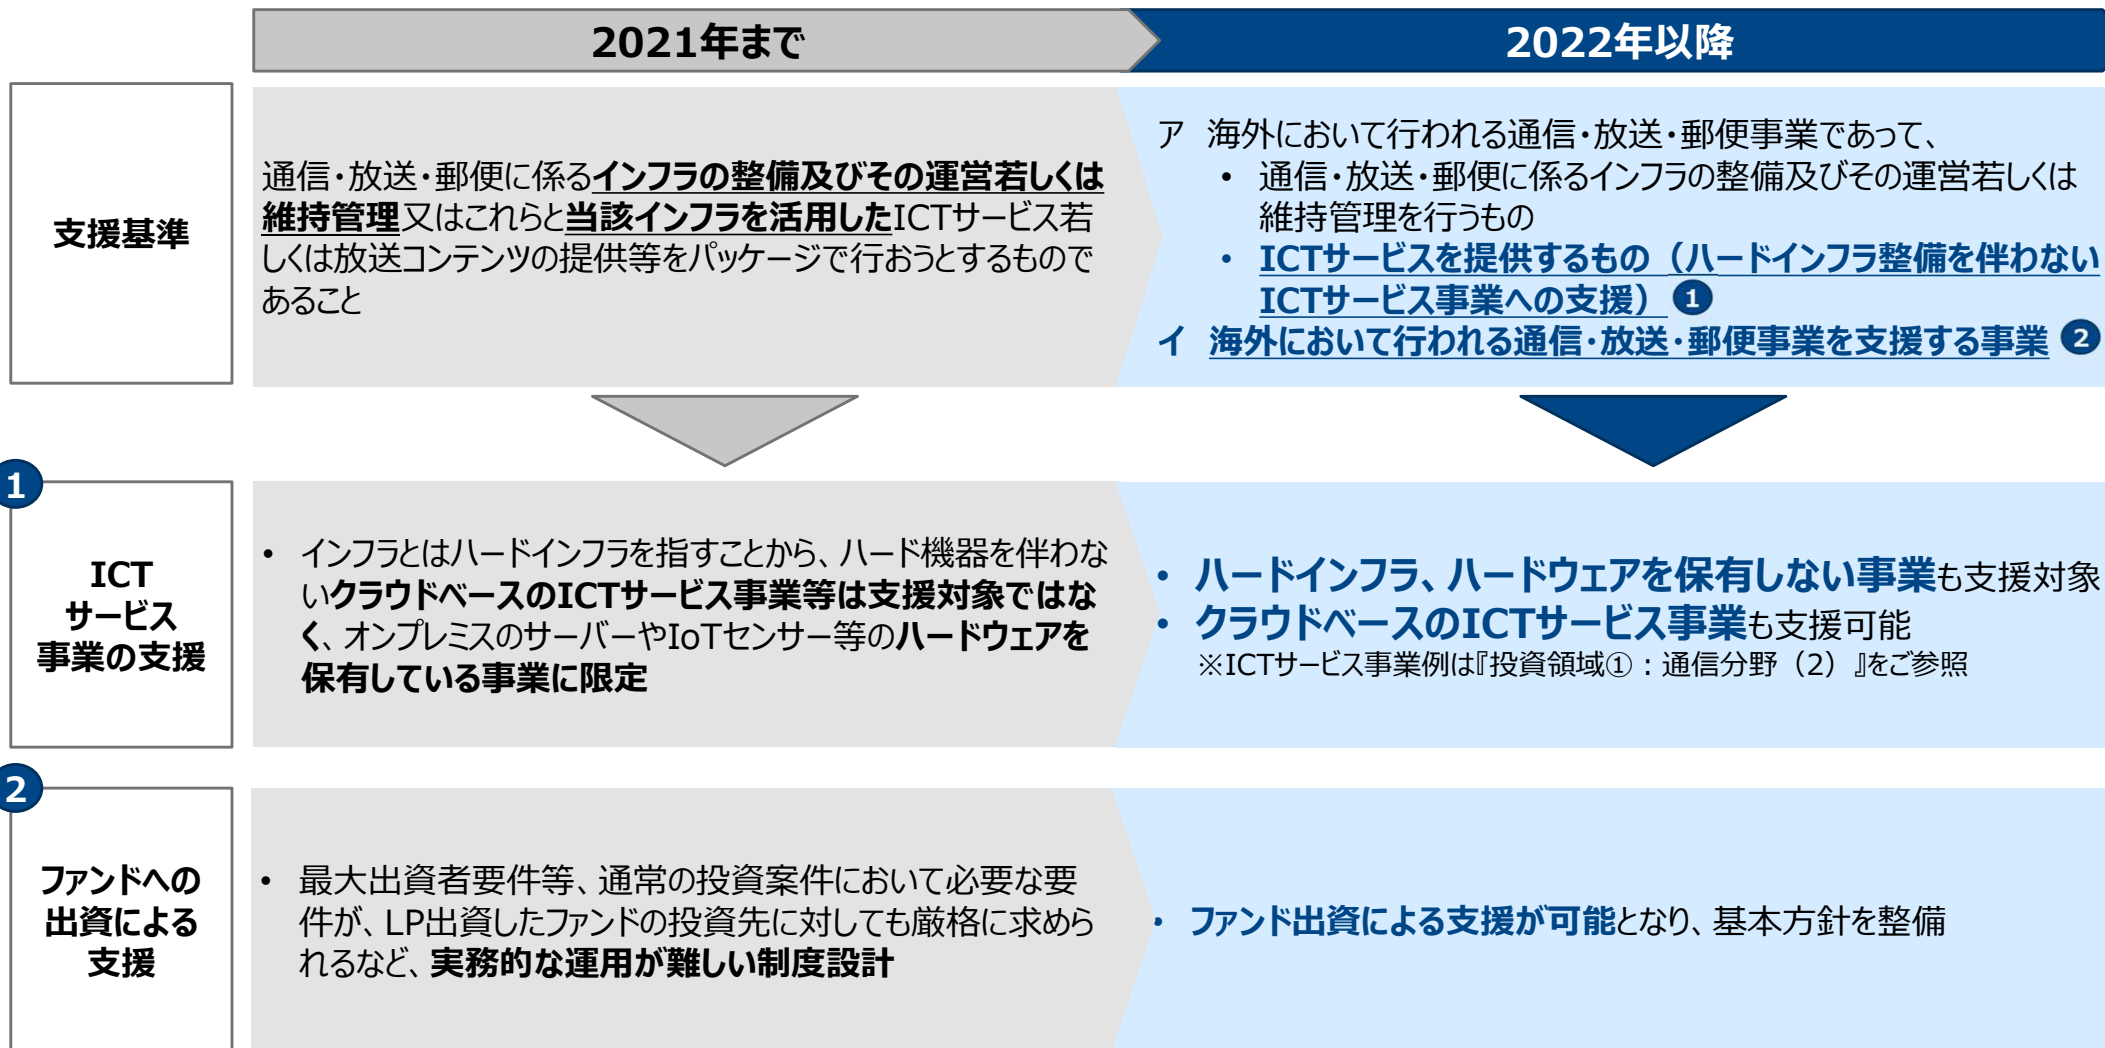 2021年まで
2022年以降
支援基準
通信・放送・郵便に係るインフラの整備及びその運営若しくは
維持管理又はこれらと当該インフラを活用したICTサービス若
しくは放送コンテンツの提供等をパッケージで行おうとするもので
あること
ア 海外において行われる通信・放送・郵便事業であって、
• 通信・放送・郵便に係るインフラの整備及びその運営若しくは
維持管理を行うもの
• ICTサービスを提供するもの（ハードインフラ整備を伴わない
ICTサービス事業への支援） 1
イ 海外において行われる通信・放送・郵便事業を支援する事業 2
1
ICT
サービス
事業の支援
• インフラとはハードインフラを指すことから、ハード機器を伴わな
いクラウドベースのICTサービス事業等は支援対象ではな
く、オンプレミスのサーバーやIoTセンサー等のハードウェアを
保有している事業に限定
• ハードインフラ、ハードウェアを保有しない事業も支援対象
• クラウドベースのICTサービス事業も支援可能
※ICTサービス事業例は『投資領域①：通信分野（2）』をご参照
2
ファンドへの
出資による
支援
• 最大出資者要件等、通常の投資案件において必要な要
件が、LP出資したファンドの投資先に対しても厳格に求めら
れるなど、実務的な運用が難しい制度設計
• ファンド出資による支援が可能となり、基本方針を整備